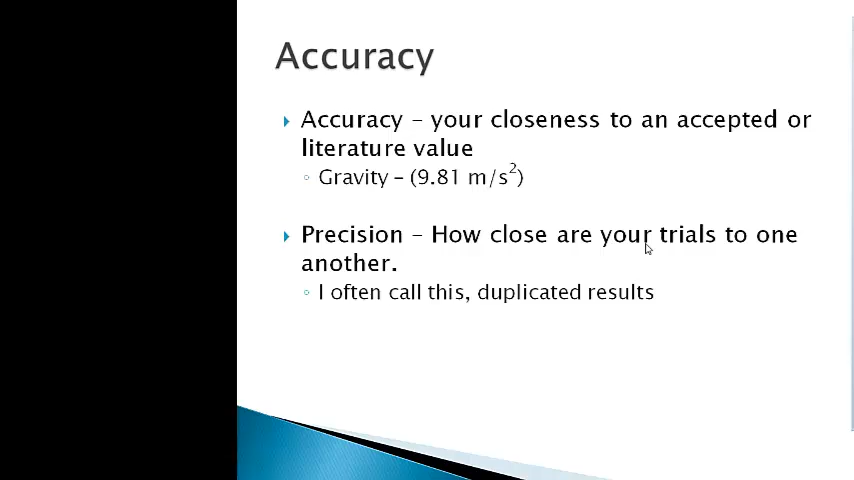 Accuracy
Accuracy – your closeness to an accepted or
literature value
Gravity – (9.81 m/s²)
Precision – How close are your trials to one
another.
I often call this, duplicated results